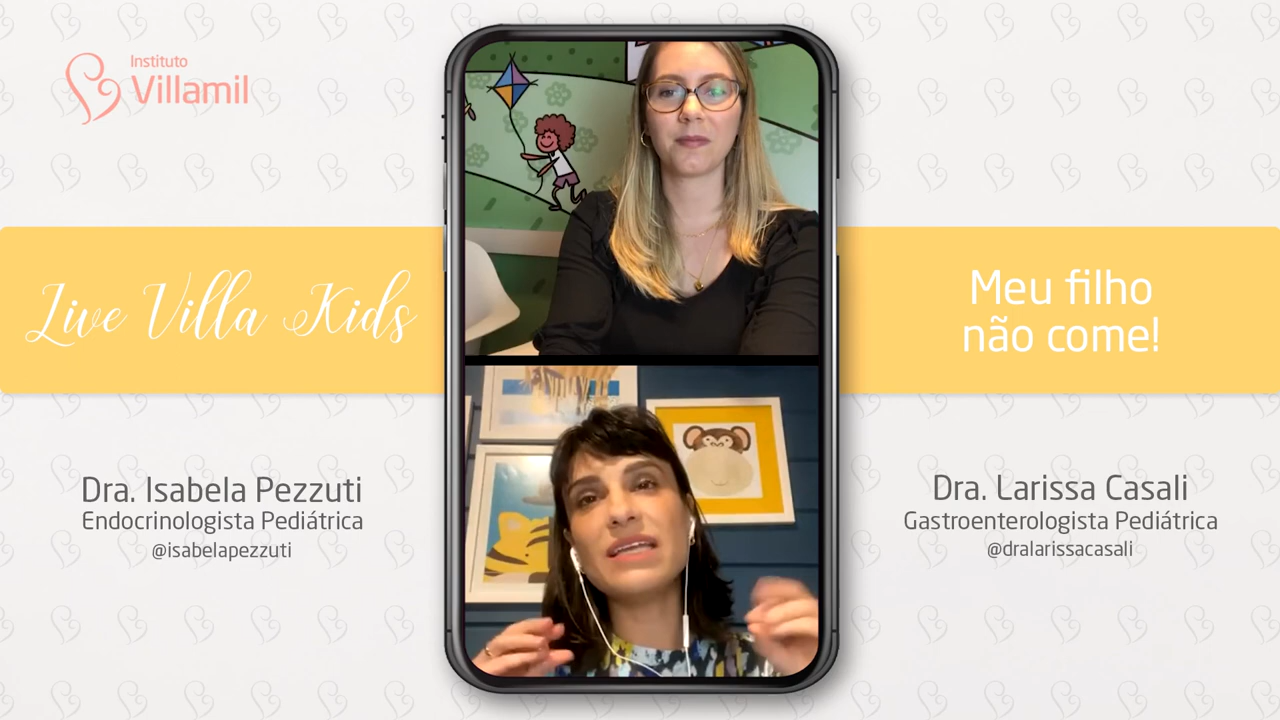 Instituto
Villamil
Live Villa Kids
Meu filho
não come!
Dra. Isabela Pezzuti
Endocrinologista Pediátrica
@isabelapezzuti
Dra. Larissa Casali
Gastroenterologista Pediátrica
@dralarissacasali